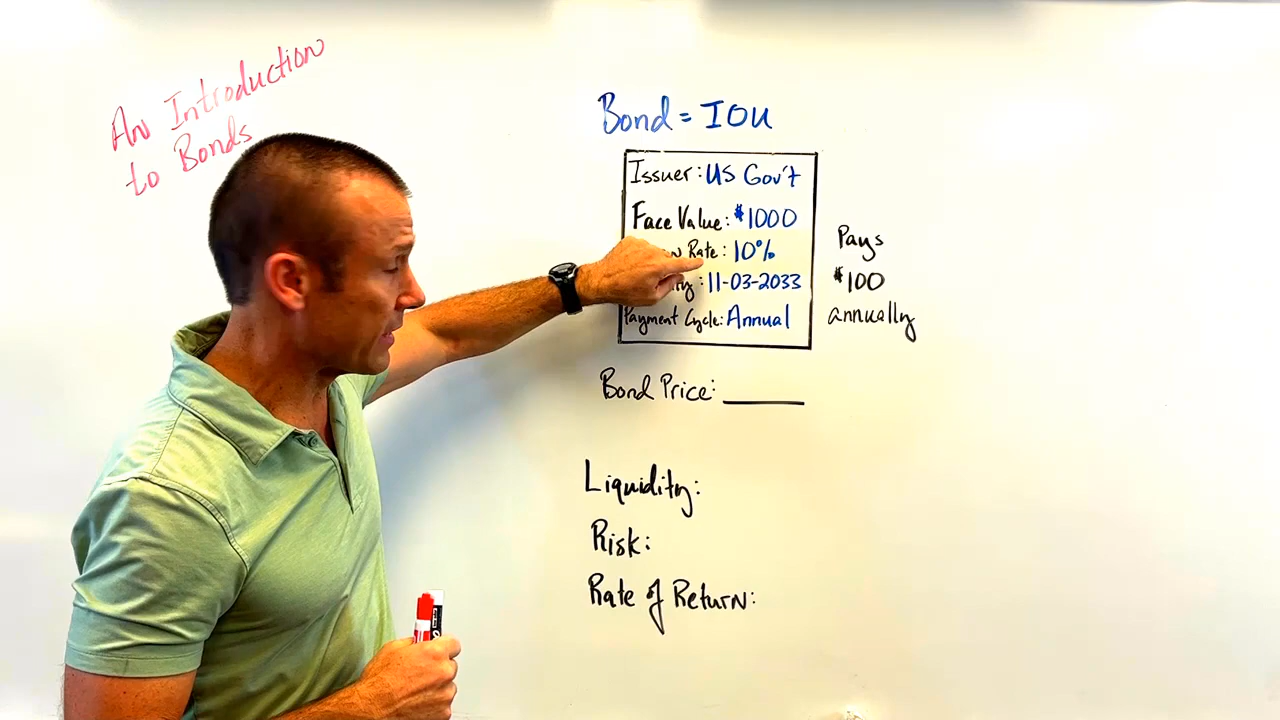 An Introduction
to Bonds
Bond = IOU
Issuer: US Gov't
Face Value: $1000
Rate: 10%
: 11-03-2033
Payment Cycle: Annual
Pays
$100
annually
Bond Price:
Liquidity:
Risk:
Rate of Return: